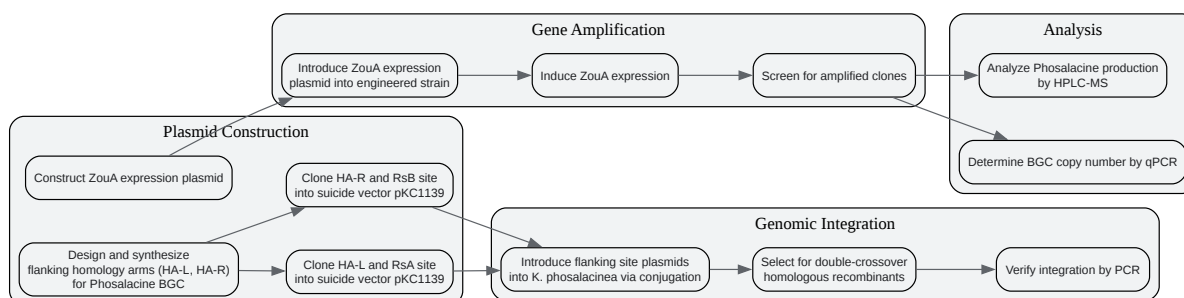 Gene Amplification
Introduce ZouA expression
plasmid into engineered strain
Induce ZouA expression
Screen for amplified clones
Analysis
Analyze Phosalacine production
by HPLC-MS
Determine BGC copy number by qPCR
Plasmid Construction
Construct ZouA expression plasmid
Clone HA-R and RsB site
into suicide vector pKC1139
Design and synthesize
flanking homology arms (HA-L, HA-R)
for Phosalacine BGC
Clone HA-L and RsA site
into suicide vector pKC1139
Genomic Integration
Introduce flanking site plasmids
into K. phosalacinea via conjugation
Select for double-crossover
homologous recombinants
Verify integration by PCR